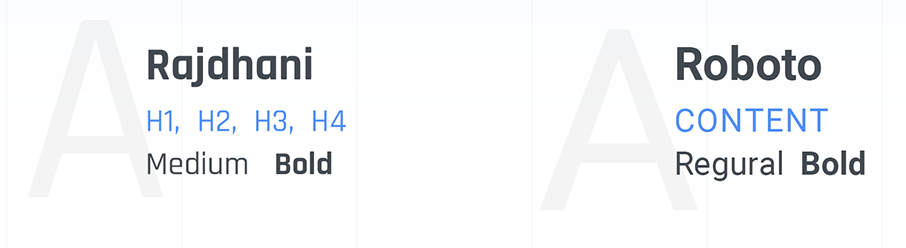 A
Rajdhani
H1, H2, H3, H4
Medium Bold
A
Roboto
CONTENT
Regural Bold